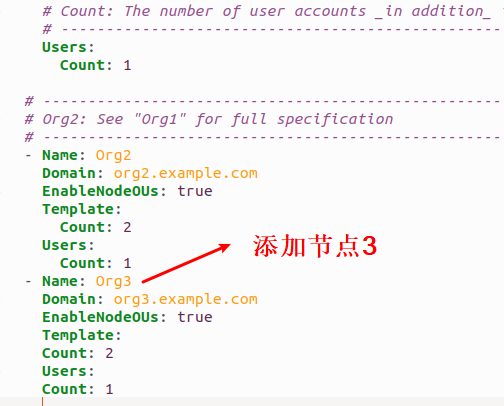 # Count: The number of user accounts _in addition_
# --------------------------------------------------
Users:
Count: 1
# ----------------------------------------------------
# Org2: See "Org1" for full specification
# ----------------------------------------------------
- Name: Org2
Domain: org2.example.com
EnableNodeOUs: true
Template:
Count: 2
Users:
Count: 1
- Name: Org3
添加节点3
Domain: org3.example.com
EnableNodeOUs: true
Template:
Count: 2
Users:
Count: 1